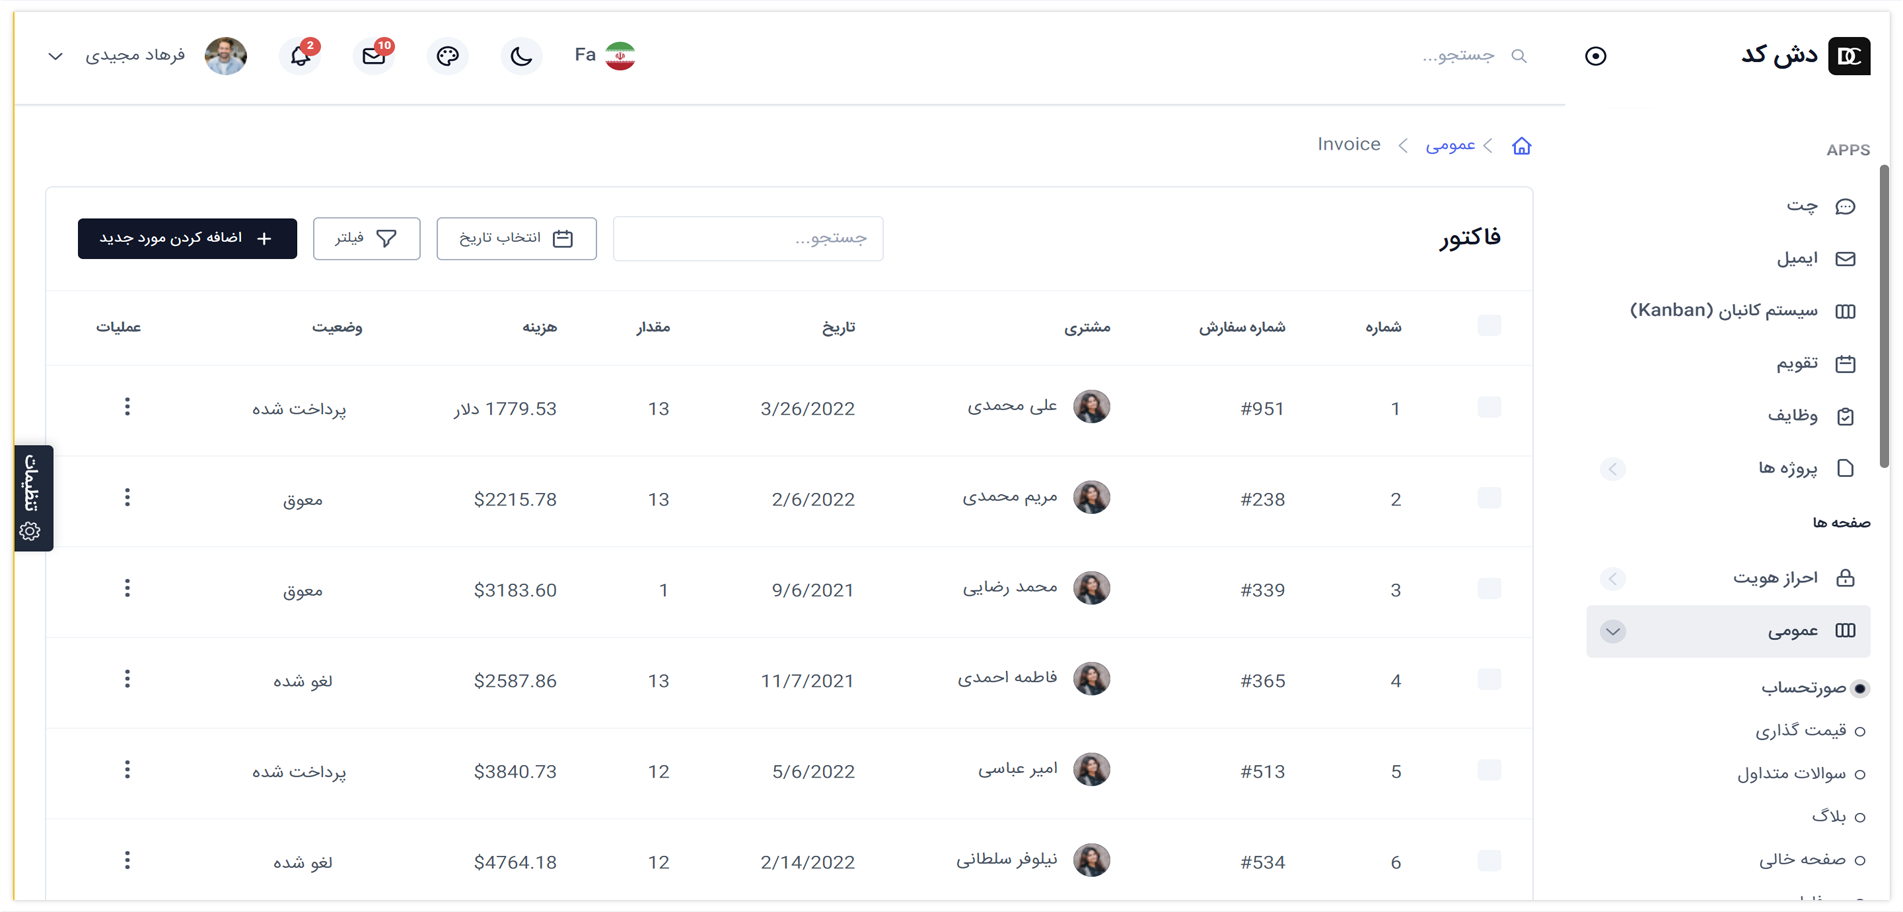 دش کد
جستجو...
Fa
10
2
فرهاد مجیدی
APPS
چت
ایمیل
سیستم کانبان (Kanban)
تقویم
وظایف
پروژه ها
صفحه ها
احراز هویت
عمومی
صورتحساب
قیمت گذاری
سوالات متداول
بلاگ
صفحه خالی
عمومی
Invoice
فاکتور
جستجو...
انتخاب تاریخ
فیلتر
اضافه کردن مورد جدید
شماره شماره سفارش مشتری تاریخ مقدار هزینه وضعیت عملیات
1 #951 علی محمدی 3/26/2022 13 1779.53 دلار پرداخت شده
2 #238 مریم محمدی 2/6/2022 13 $2215.78 معوق
3 #339 محمد رضایی 9/6/2021 1 $3183.60 معوق
4 #365 فاطمه احمدی 11/7/2021 13 $2587.86 لغو شده
5 #513 امیر عباسی 5/6/2022 12 $3840.73 پرداخت شده
6 #534 نیلوفر سلطانی 2/14/2022 12 $4764.18 لغو شده
تنظیمات